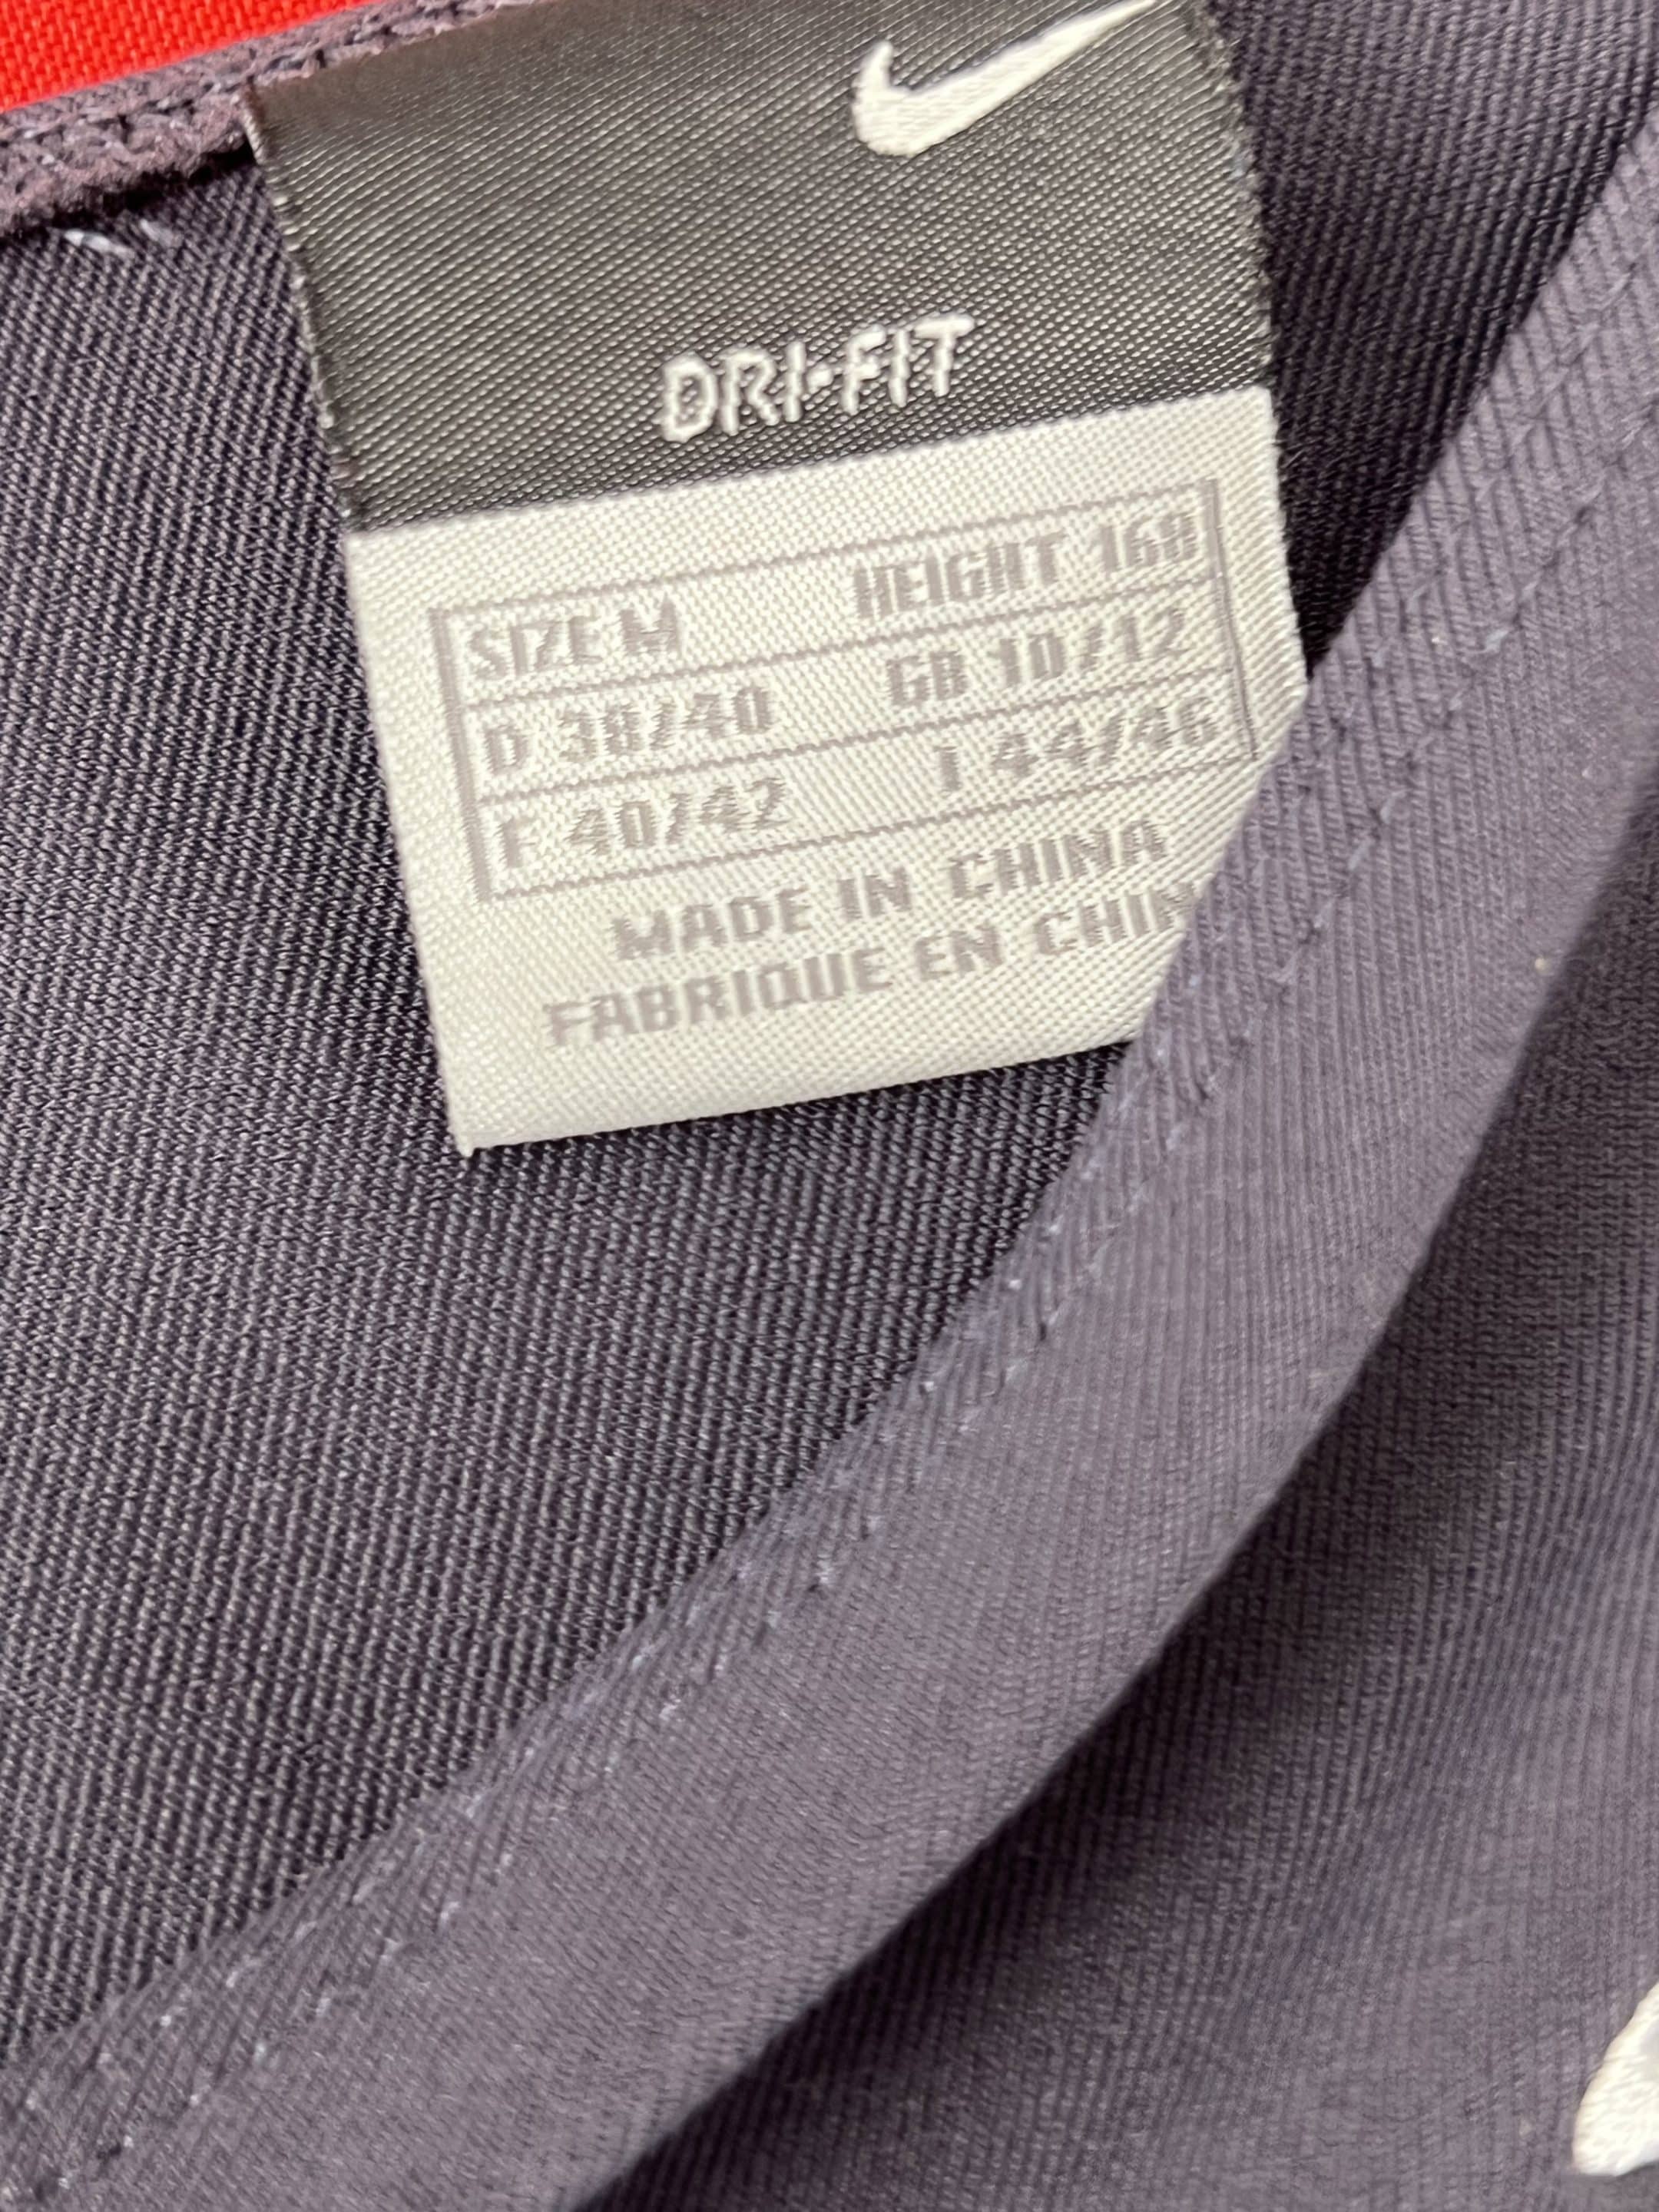 DRI-FIT
SIZE M HEIGHT 168
D 38/40 GB 10/12
F 40/42 I 44/46
MADE IN CHINA
FABRIQUE EN CHIN